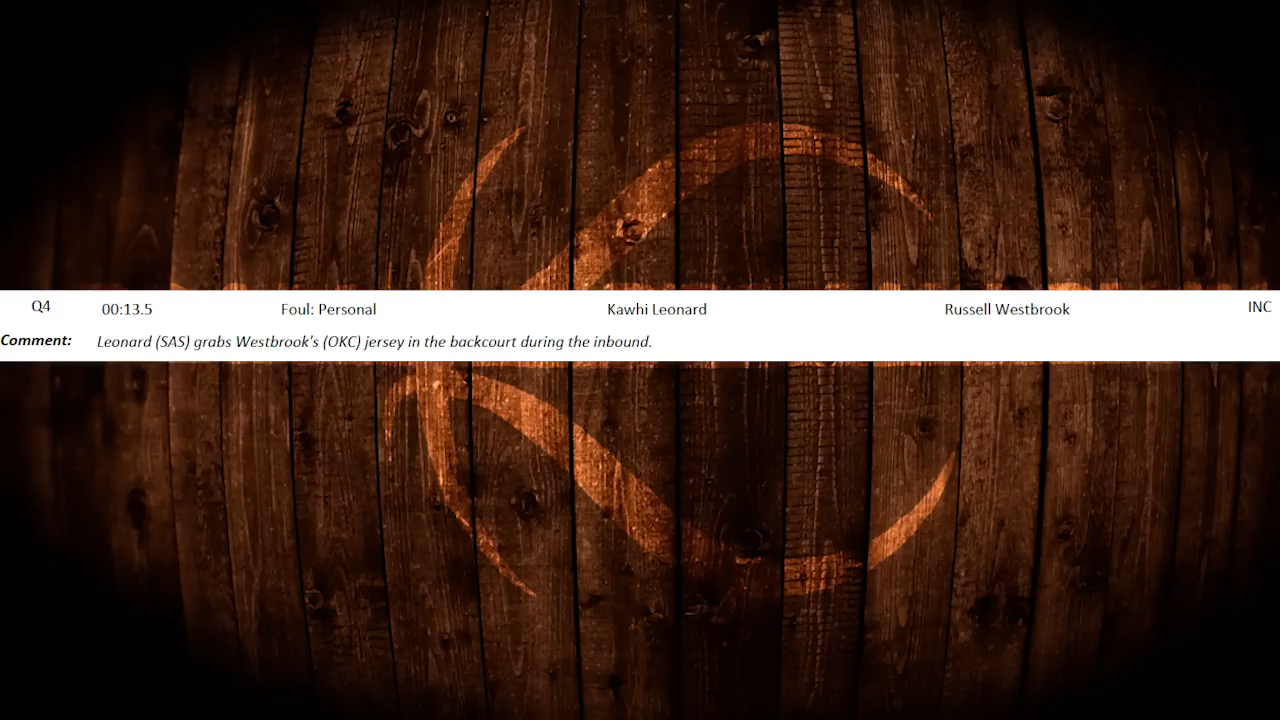 Q4 00:13.5 Foul: Personal Kawhi Leonard Russell Westbrook INC
Comment: Leonard (SAS) grabs Westbrook's (OKC) jersey in the backcourt during the inbound.